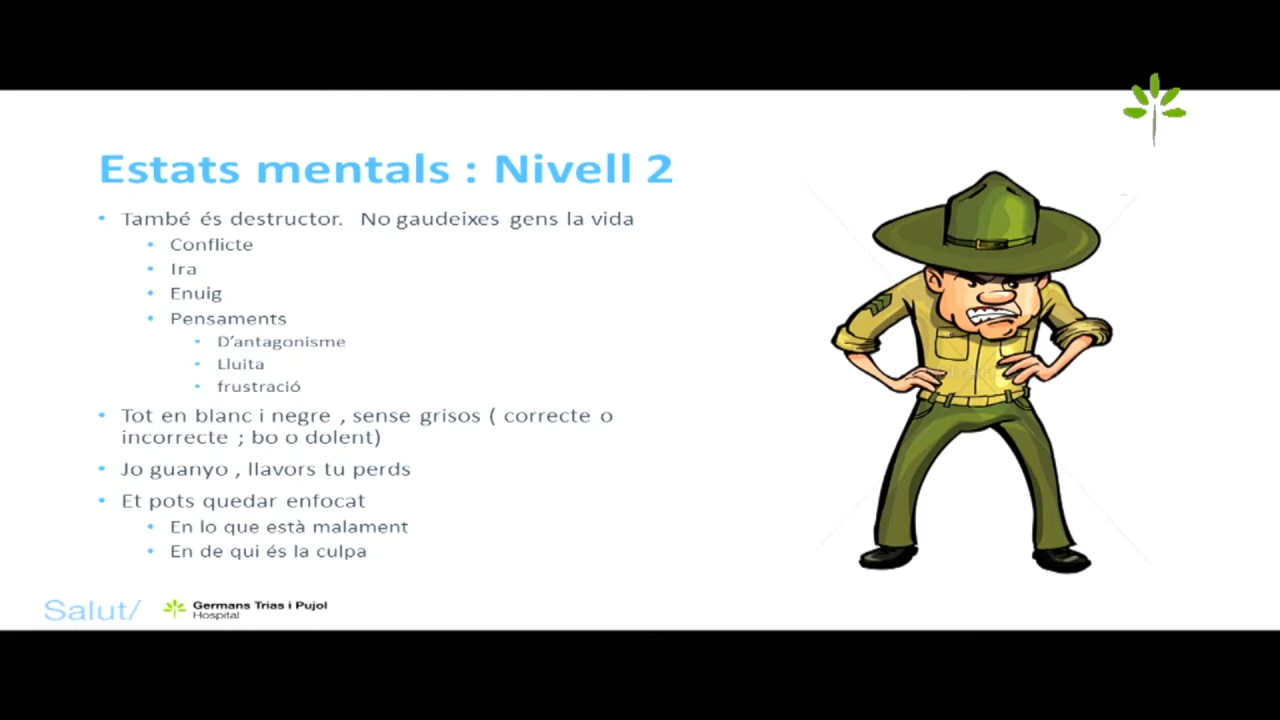 Estats mentals : Nivell 2
• També és destructor. No gaudeixes gens la vida
• Conflicte
• Ira
• Enuig
• Pensaments
• D'antagonisme
• Lluita
• frustració
• Tot en blanc i negre , sense grisos ( correcte o
incorrecte ; bo o dolent)
• Jo guanyo , llavors tu perds
• Et pots quedar enfocat
• En lo que està malament
• En de qui és la culpa
Salut/
Germans Trias i Pujol
Hospital